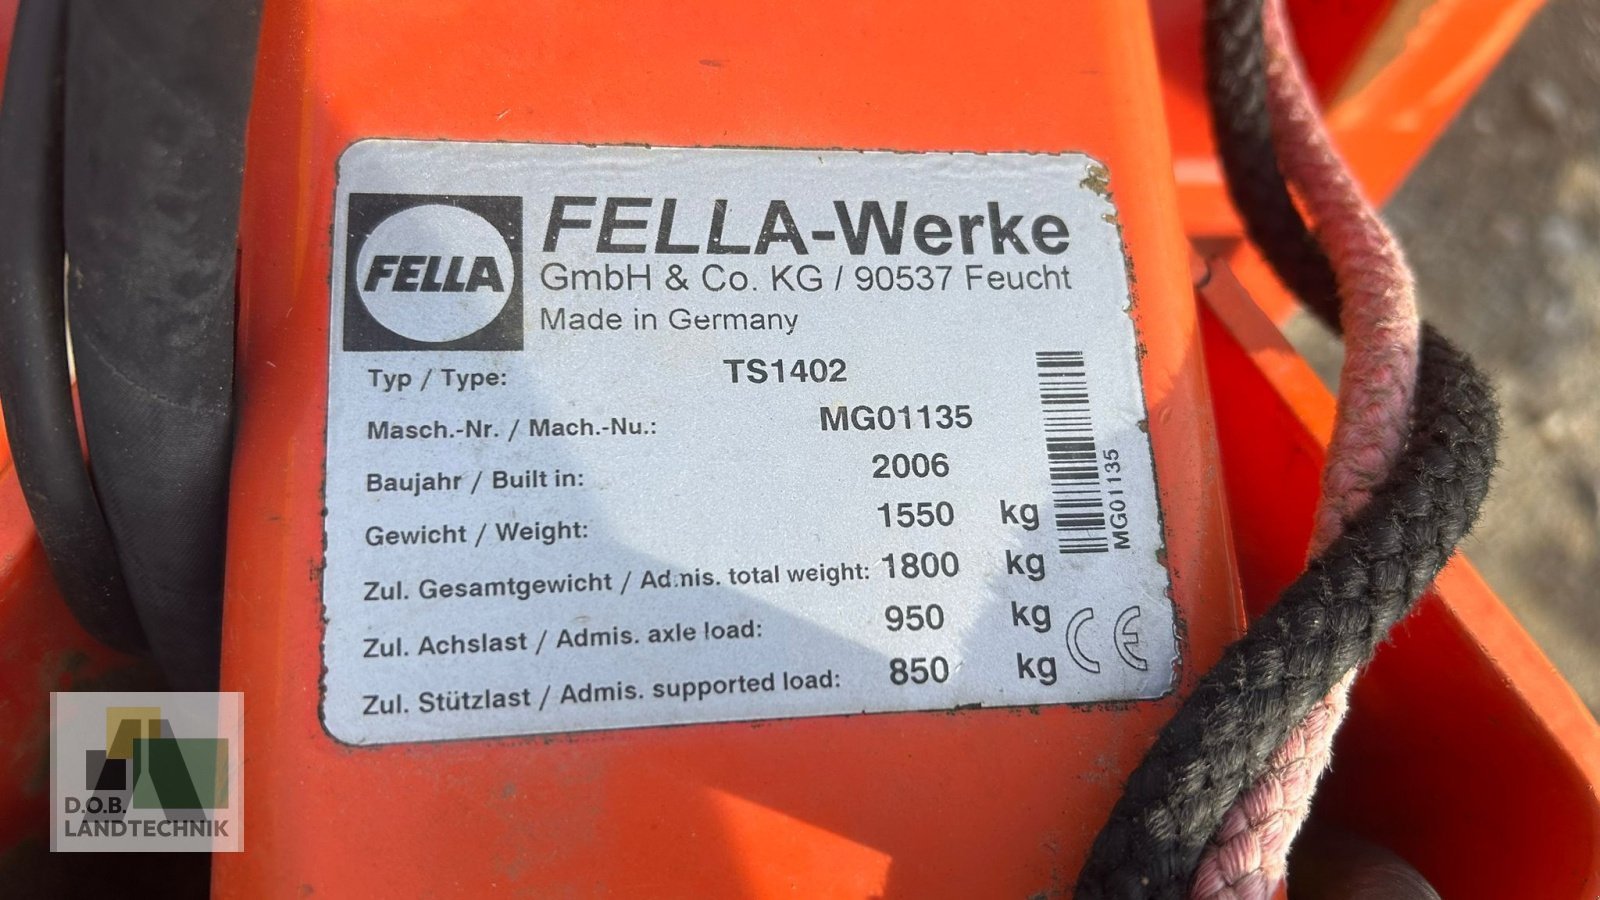 FELLA
FELLA-Werke
GmbH & Co. KG / 90537 Feucht
Made in Germany
Typ / Type: TS1402
Masch.-Nr. / Mach.-Nu.: MG01135
Baujahr / Built in: 2006
Gewicht / Weight: 1550 kg
Zul. Gesamtgewicht / Admis. total weight: 1800 kg
Zul. Achslast / Admis. axle load: 950 kg
Zul. Stützlast / Admis. supported load: 850 kg
MG01135
CE
D.O.B.
LANDTECHNIK